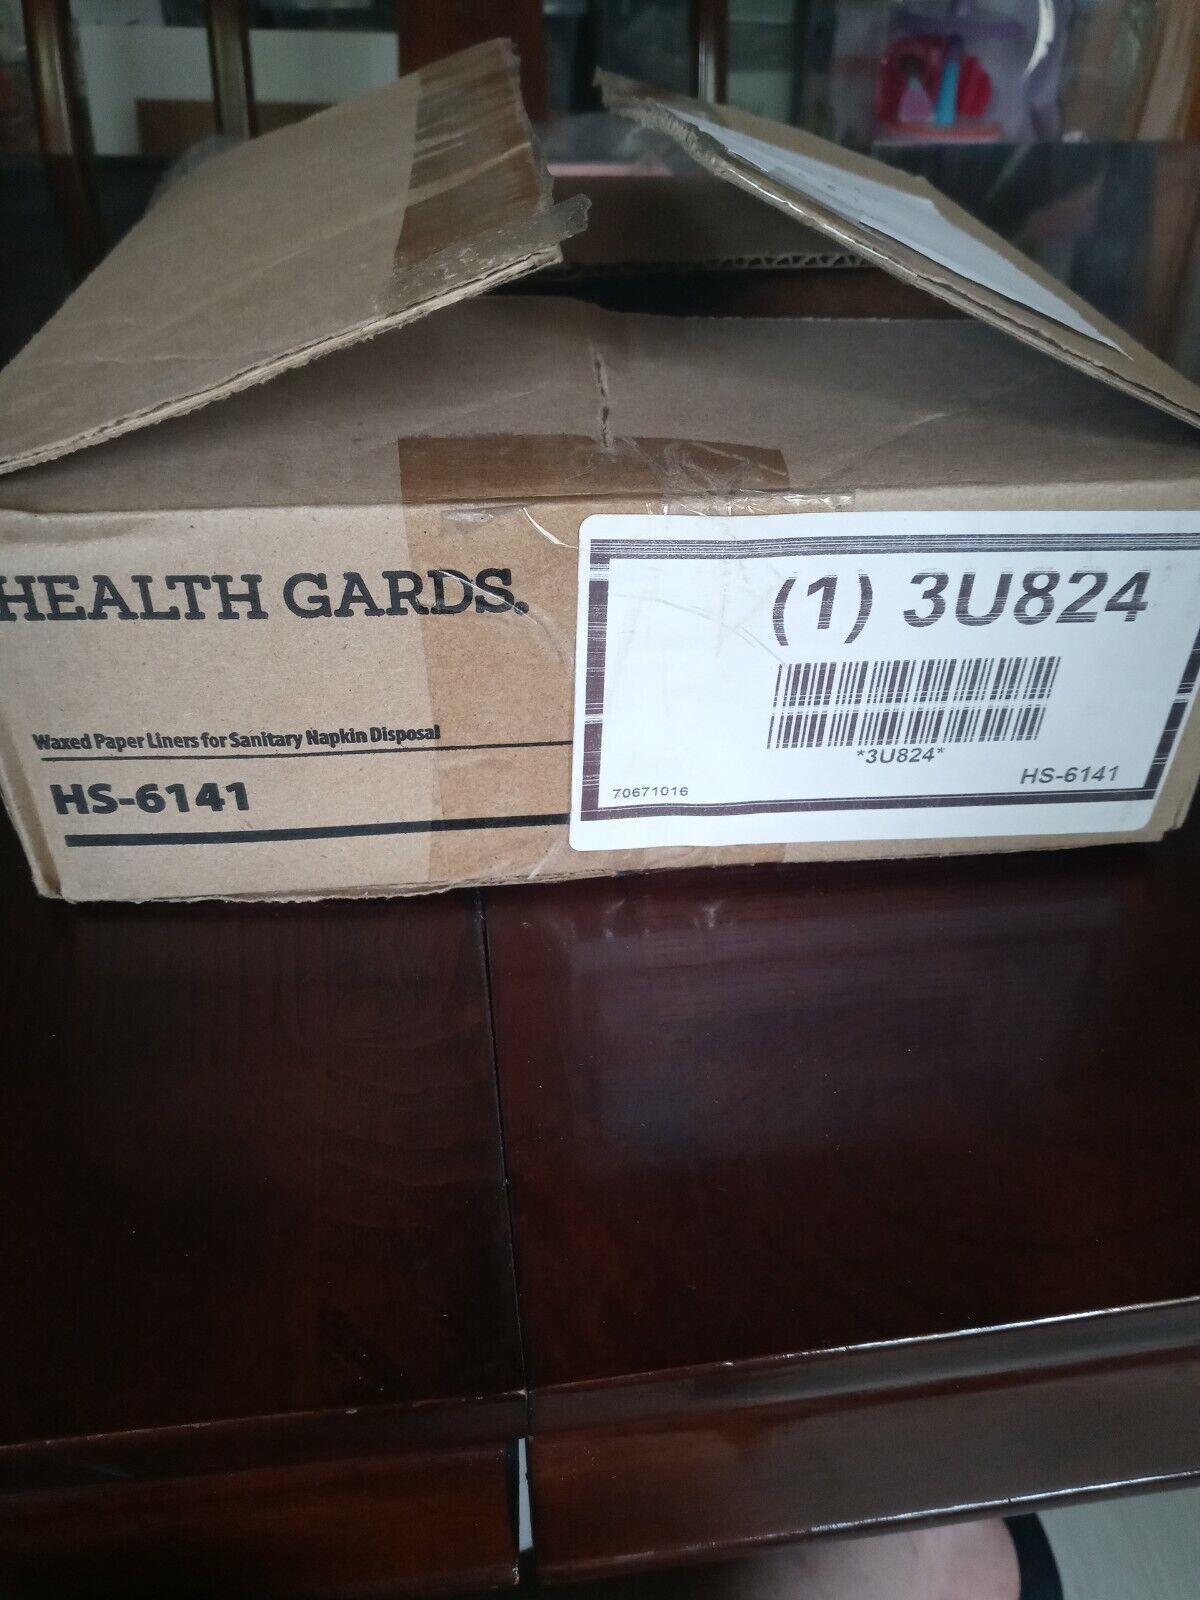 HEALTH GARDS.
Waxed Paper Liners for Sanitary Napkin Disposal
HS-6141
(1) 3U824
*3U824*
70671016
HS-6141